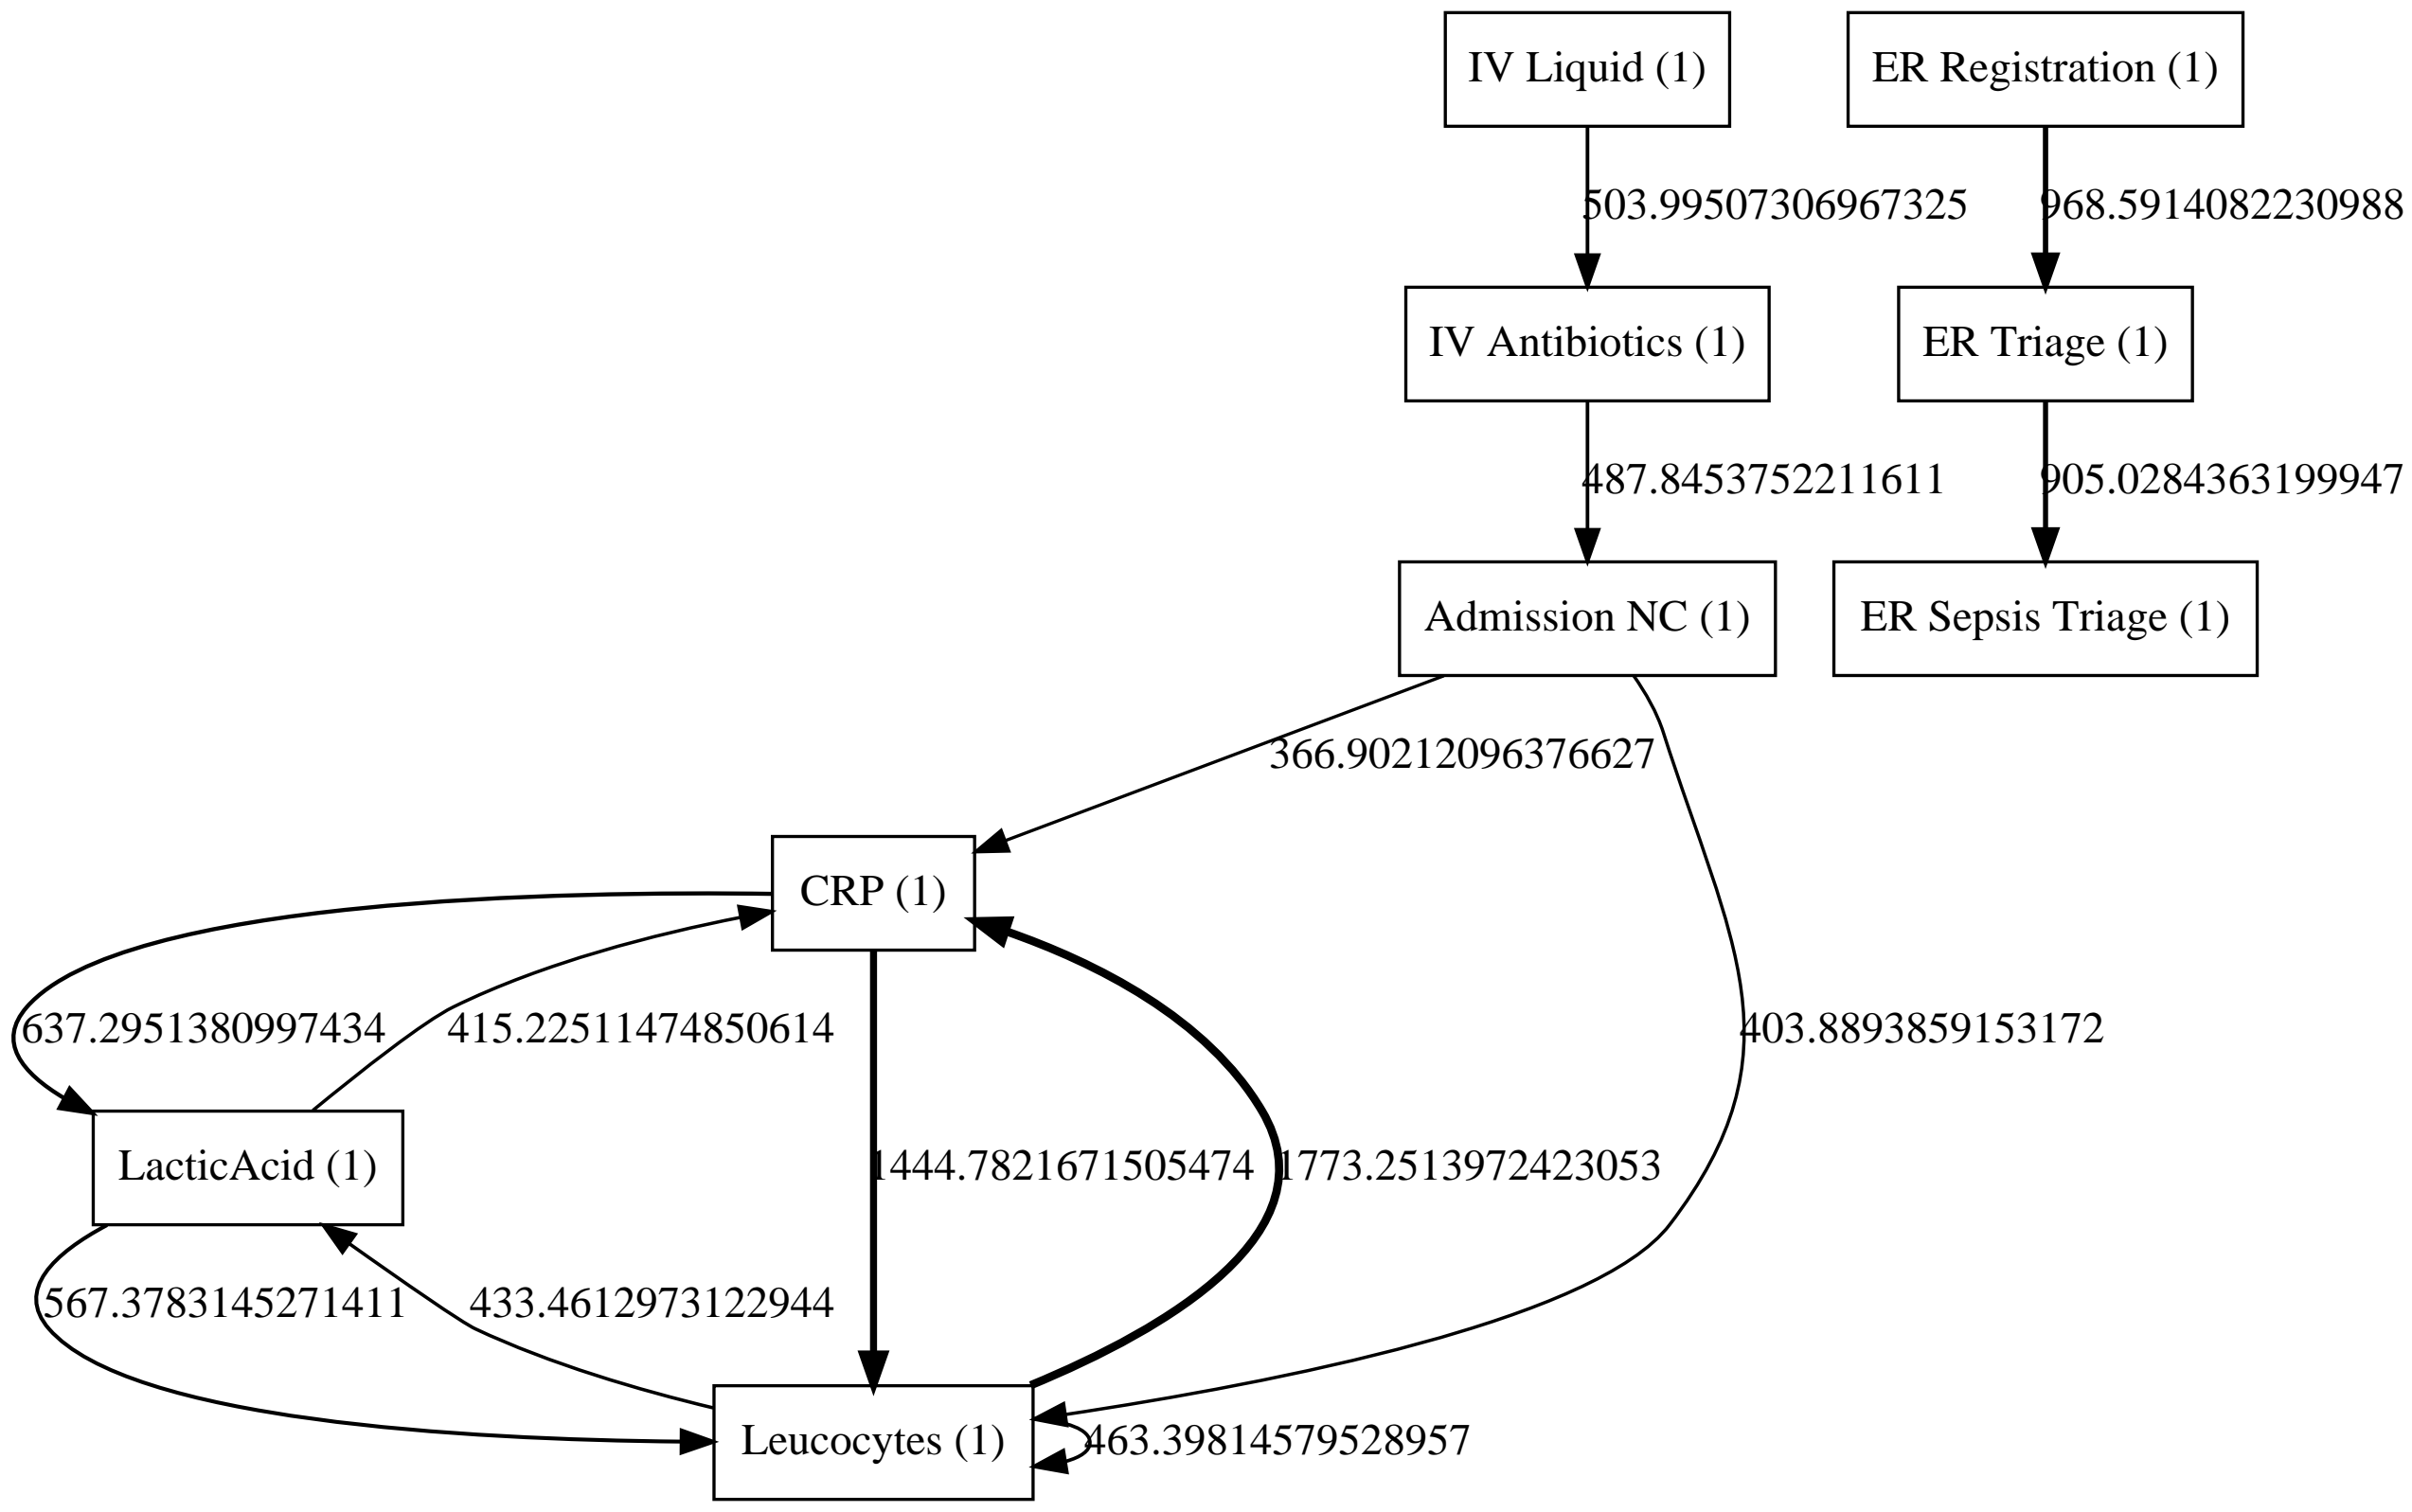 IV Liquid (1)
ER Registration (1)
503.99507306967325
968.5914082230988
IV Antibiotics (1)
ER Triage (1)
487.8453752211611
905.0284363199947
Admission NC (1)
ER Sepsis Triage (1)
366.90212096376627
CRP (1)
637.2951380997434
415.22511474850614
403.8893859153172
LacticAcid (1)
1444.7821671505474
1773.2513972423053
567.3783145271411
433.4612973122944
Leucocytes (1)
463.39814579528957